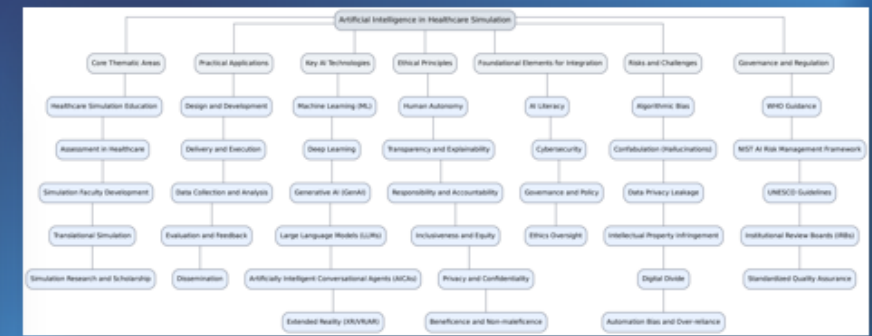 Artificial Intelligence in Healthcare Simulation
Core Thematic Areas
Practical Applications
Key AI Technologies
Ethical Principles
Foundational Elements for Integration
Risks and Challenges
Governance and Regulation
Healthcare Simulation Education
Design and Development
Machine Learning (ML)
Human Autonomy
AI Literacy
Algorithmic Bias
WHO Guidance
Assessment in Healthcare
Delivery and Execution
Deep Learning
Transparency and Explainability
Cybersecurity
Confabulation (Hallucinations)
NIST AI Risk Management Framework
Simulation Faculty Development
Data Collection and Analysis
Generative AI (GenAI)
Responsibility and Accountability
Governance and Policy
Data Privacy Leakage
UNESCO Guidelines
Translational Simulation
Evaluation and Feedback
Large Language Models (LLMs)
Inclusiveness and Equity
Ethics Oversight
Intellectual Property Infringement
Institutional Review Boards (IRBs)
Simulation Research and Scholarship
Dissemination
Artificially Intelligent Conversational Agents (AICAs)
Privacy and Confidentiality
Digital Divide
Standardized Quality Assurance
Extended Reality (XR/VR/AR)
Beneficence and Non-maleficence
Automation Bias and Over-reliance